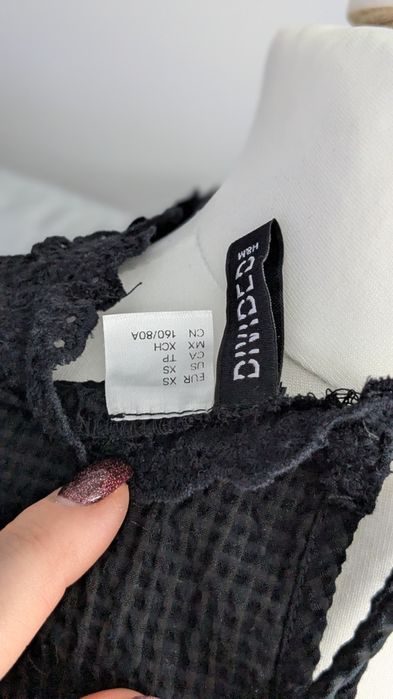 EUR XS
US XS
CA TP
MX XCH
CN 160/80A
DIVIDED
H&M